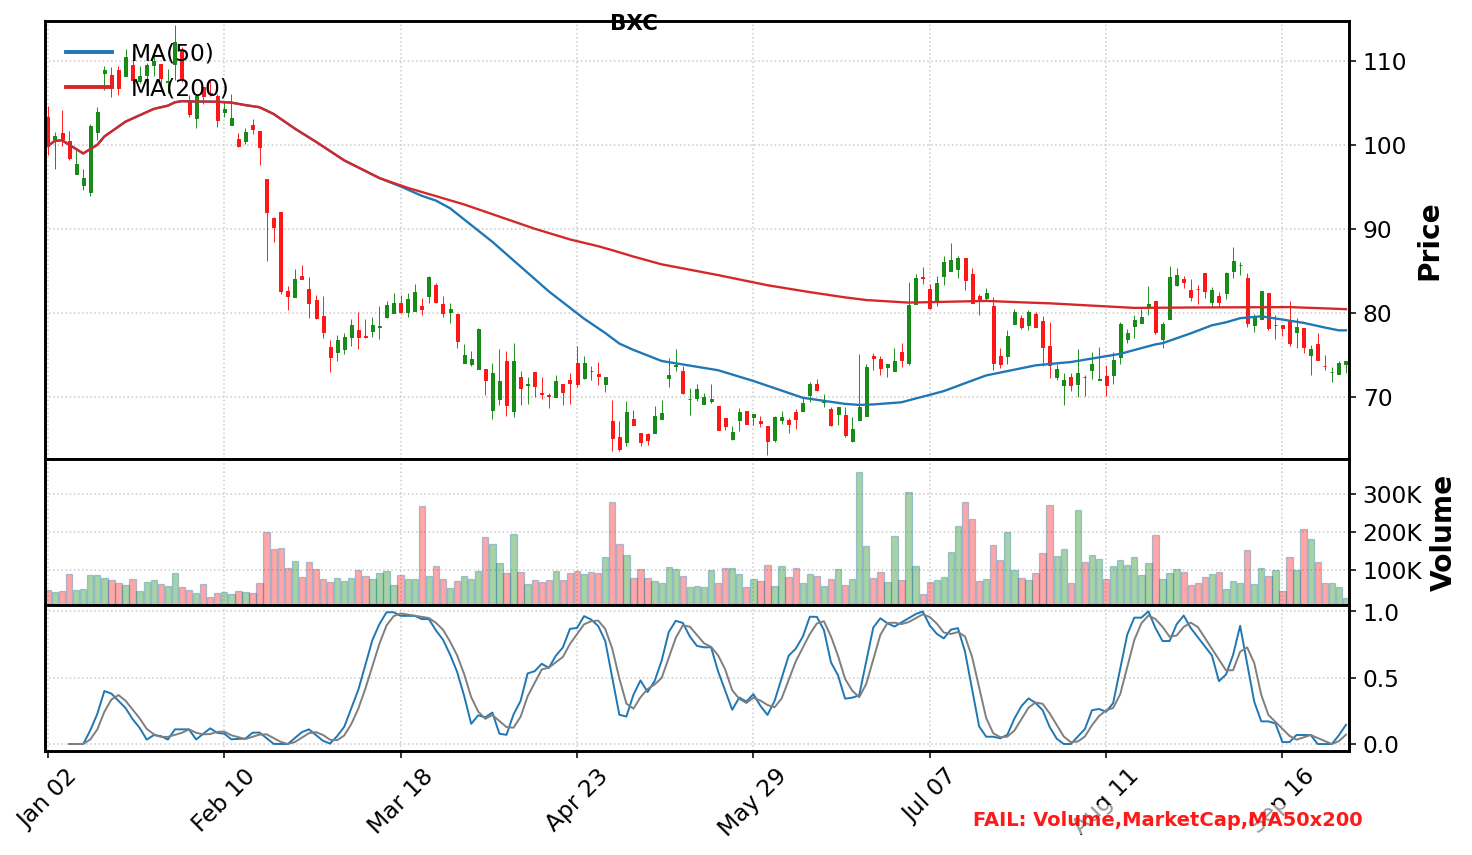 BXC
MA(50)
MA(200)
110
100
90
80
70
Price
300K
200K
100K
Volume
1.0
0.5
0.0
Jan 02
Feb 10
Mar 18
Apr 23
May 29
Jul 07
Aug 11
Sep 16
FAIL: Volume,MarketCap,MA50x200